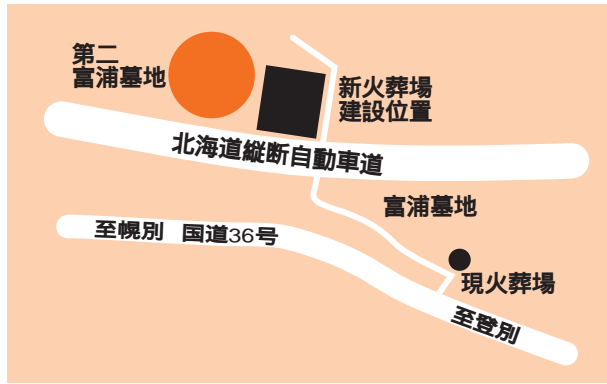 第二
富浦墓地
新火葬場
建設位置
北海道縦断自動車道
富浦墓地
至幌別 国道36号
現火葬場
至登別